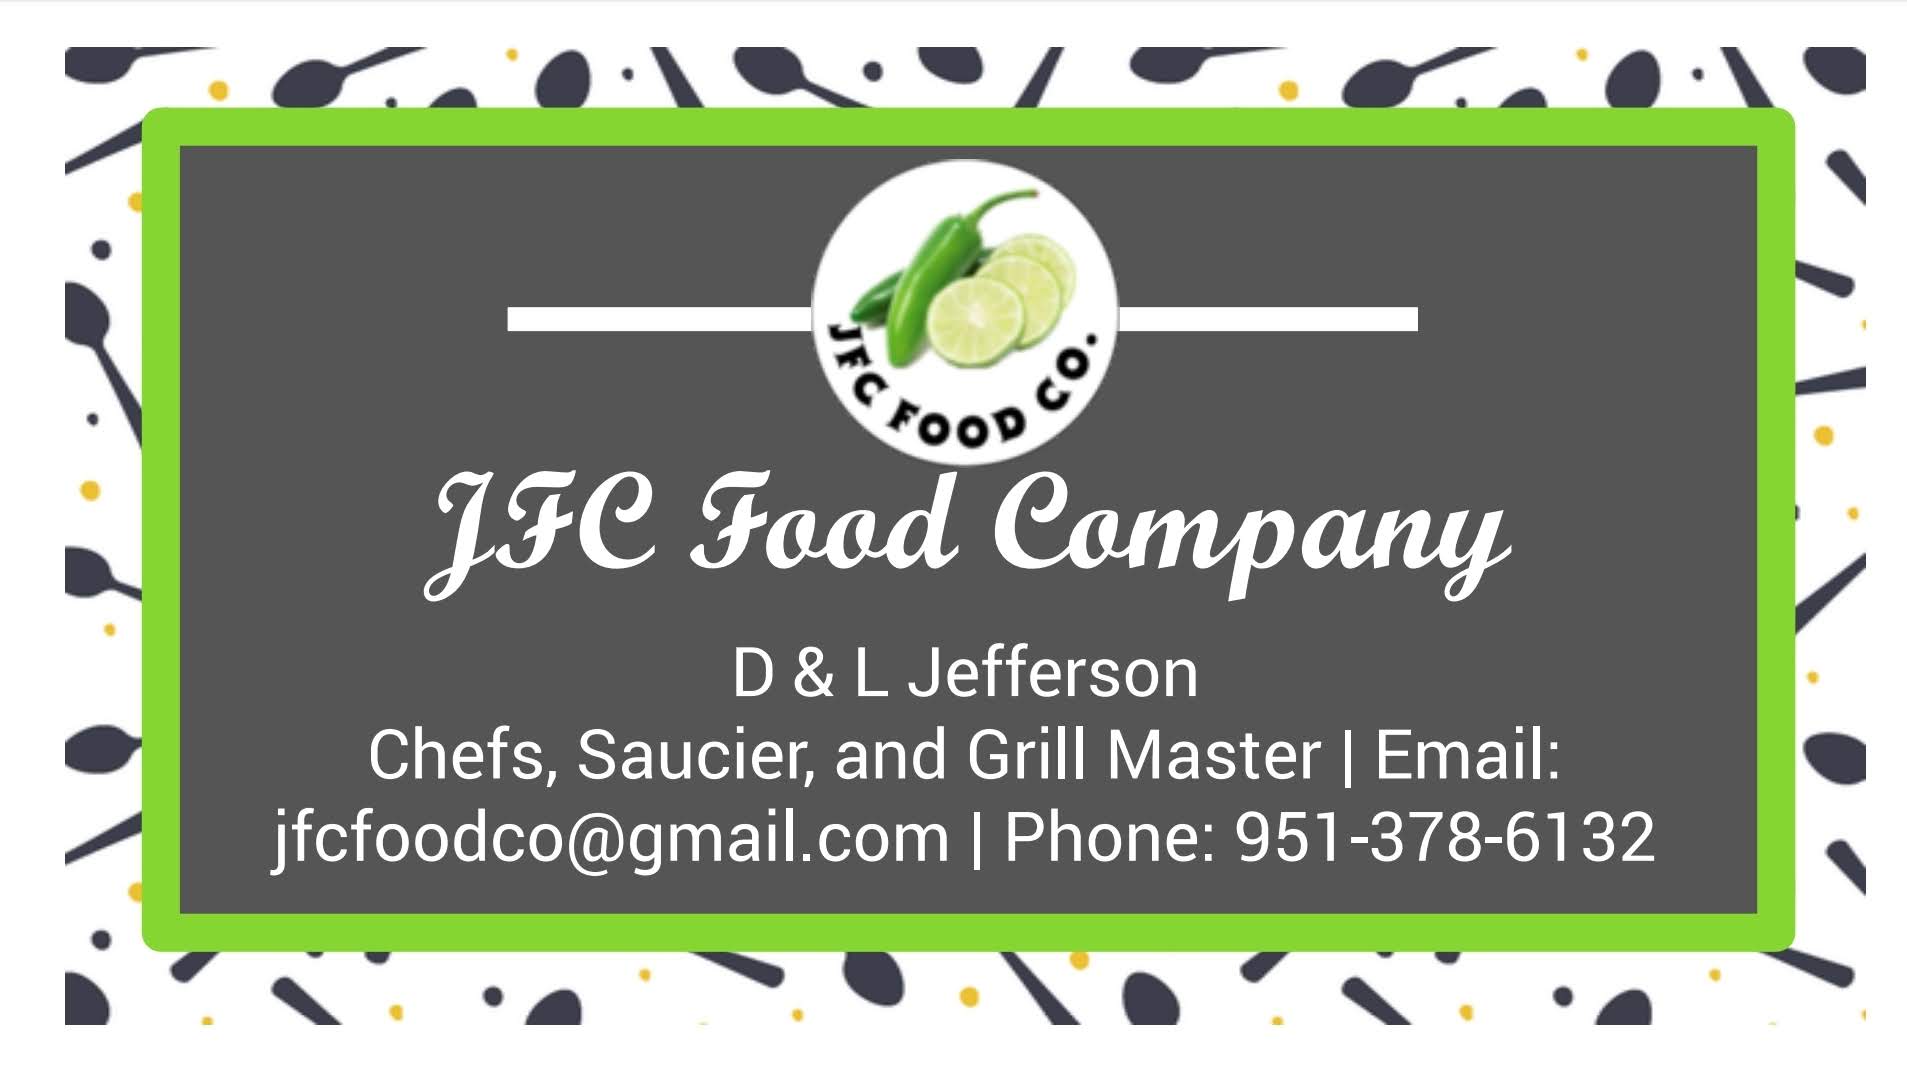 JFC FOOD CO.
JFC Food Company
D & L Jefferson
Chefs, Saucier, and Grill Master | Email:
jfcfoodco@gmail.com | Phone: 951-378-6132